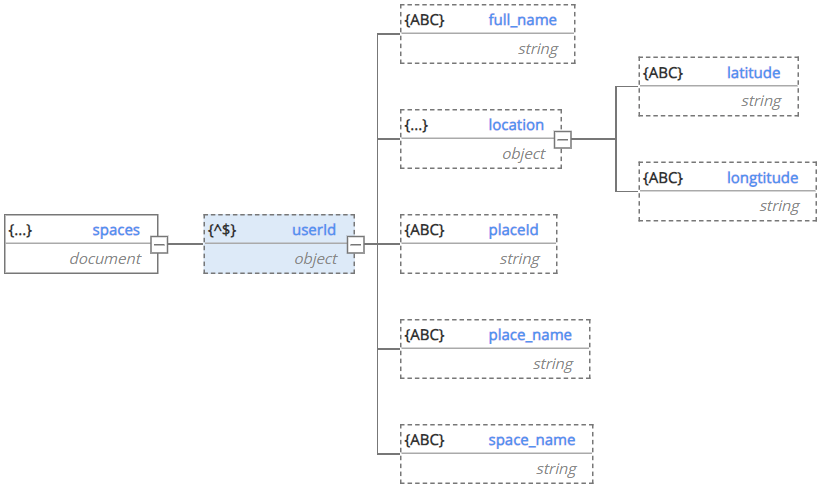 {ABC} full_name
string
{ABC} latitude
string
{...} location
object
{ABC} longtitude
string
{...} spaces
document
{^$} userId
object
{ABC} placeId
string
{ABC} place_name
string
{ABC} space_name
string